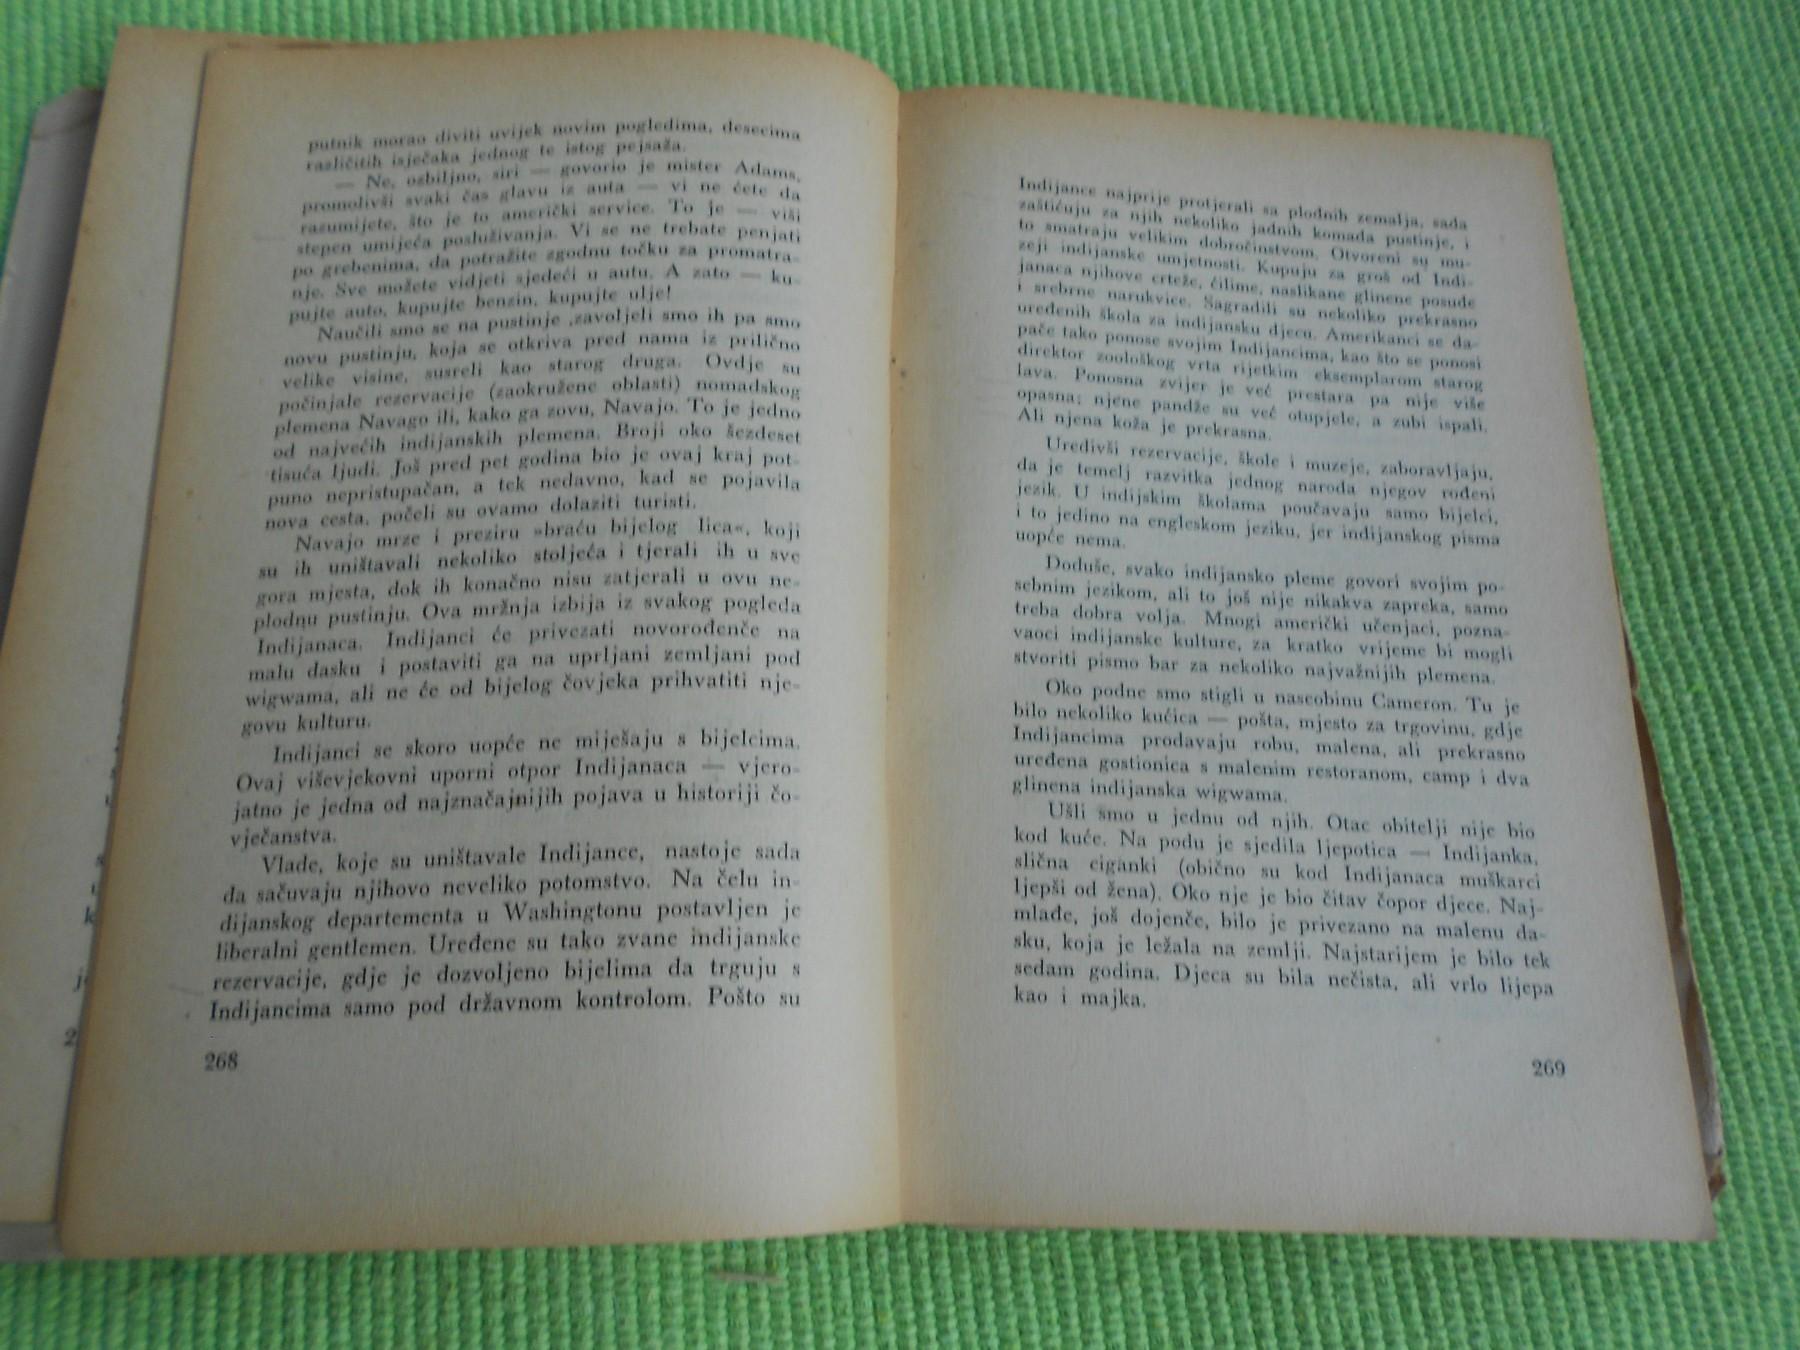 putnik morao diviti uvijek novim pogledima, desecima
različitih isječaka jednog te istog pejsaža.
— Ne, ozbiljno, siri — govorio je mister Adams,
promolivši svaki čas glavu iz auta — vi ne ćete da
razumijete, što je to američki service. To je — viši
stepen umijeća posluživanja. Vi se ne trebate penjati
po grebenima, da potražite zgodnu točku za promatra-
nje. Sve možete vidjeti sjedeći u autu. A zato — ku-
pujte auto, kupujte benzin, kupujte ulje!
Naučili smo se na pustinje ,zavoljeli smo ih pa smo
novu pustinju, koja se otkriva pred nama iz prilično
velike visine, susreli kao starog druga. Ovdje su
počinjale rezervacije (zaokružene oblasti) nomadskog
plemena Navago ili, kako ga zovu, Navajo. To je jedno
od najvećih indijanskih plemena. Broji oko šezdeset
tisuća ljudi. Još pred pet godina bio je ovaj kraj pot-
puno nepristupačan, a tek nedavno, kad se pojavila
nova cesta, počeli su ovamo dolaziti turisti.
Navajo mrze i preziru »braću bijelog lica«, koji
su ih uništavali nekoliko stoljeća i tjerali ih u sve
gora mjesta, dok ih konačno nisu zatjerali u ovu ne-
plodnu pustinju. Ova mržnja izbija iz svakog pogleda
Indijanaca. Indijanci će privezati novorođenče na
malu dasku i postaviti ga na uprljani zemljani pod
wigwama, ali ne će od bijelog čovjeka prihvatiti nje-
govu kulturu.
Indijanci se skoro uopće ne miješaju s bijelcima.
Ovaj viševjekovni uporni otpor Indijanaca — vjero-
jatno je jedna od najznačajnijih pojava u historiji čo-
vječanstva.
Vlade, koje su uništavale Indijance, nastoje sada
da sačuvaju njihovo neveliko potomstvo. Na čelu in-
dijanskog departementa u Washingtonu postavljen je
liberalni gentlemen. Uređene su tako zvane indijanske
rezervacije, gdje je dozvoljeno bijelima da trguju s
Indijancima samo pod državnom kontrolom. Pošto su
268
Indijance najprije protjerali sa plodnih zemalja, sada
zaštićuju za njih nekoliko jadnih komada pustinje, i
to smatraju velikim dobročinstvom. Otvoreni su mu-
zeji indijanske umjetnosti. Kupuju za groš od Indi-
janaca njihove crteže, ćilime, naslikane glinene posude
i srebrne narukvice. Sagradili su nekoliko prekrasno
uređenih škola za indijansku djecu. Amerikanci se da-
pače tako ponose svojim Indijancima, kao što se ponosi
direktor zoološkog vrta rijetkim eksemplarom starog
lava. Ponosna zvijer je već prestara pa nije više
opasna; njene pandže su već otupjele, a zubi ispali.
Ali njena koža je prekrasna.
Uredivši rezervacije, škole i muzeje, zaboravljaju,
da je temelj razvitka jednog naroda njegov rođeni
jezik. U indijskim školama poučavaju samo bijelci,
i to jedino na engleskom jeziku, jer indijanskog pisma
uopće nema.
Doduše, svako indijansko pleme govori svojim po-
sebnim jezikom, ali to još nije nikakva zapreka, samo
treba dobra volja. Mnogi američki učenjaci, pozna-
vaoci indijanske kulture, za kratko vrijeme bi mogli
stvoriti pismo bar za nekoliko najvažnijih plemena.
Oko podne smo stigli u naseobinu Cameron. Tu je
bilo nekoliko kućica — pošta, mjesto za trgovinu, gdje
Indijancima prodavaju robu, malena, ali prekrasno
uređena gostionica s malenim restoranom, camp i dva
glinena indijanska wigwama.
Ušli smo u jednu od njih. Otac obitelji nije bio
kod kuće. Na podu je sjedila ljepotica — Indijanka,
slična ciganki (obično su kod Indijanaca muškarci
ljepši od žena). Oko nje je bio čitav čopor djece. Naj-
mlađe, još dojenče, bilo je privezano na malenu da-
sku, koja je ležala na zemlji. Najstarijem je bilo tek
sedam godina. Djeca su bila nečista, ali vrlo lijepa
kao i majka.
269